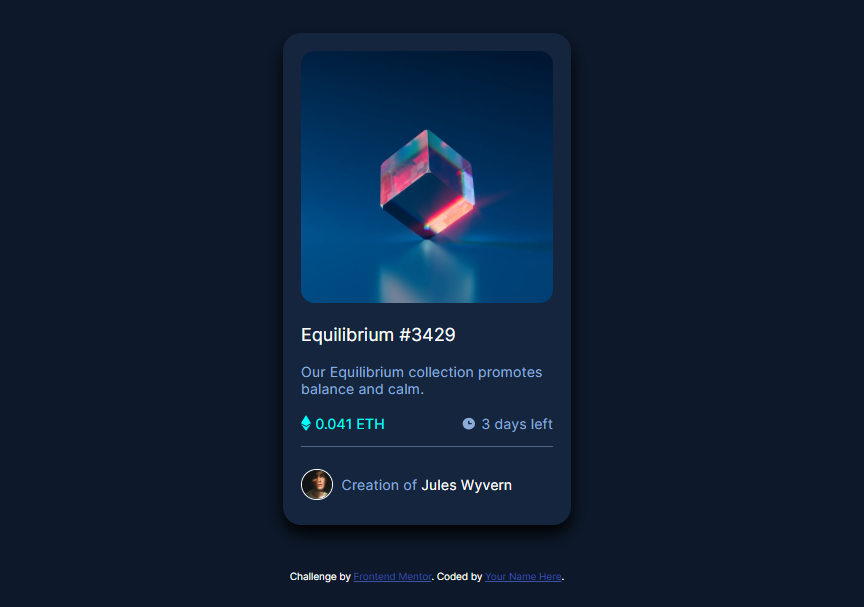 Equilibrium #3429
Our Equilibrium collection promotes
balance and calm.
0.041 ETH 3 days left
Creation of Jules Wyvern
Challenge by Frontend Mentor. Coded by Your Name Here.